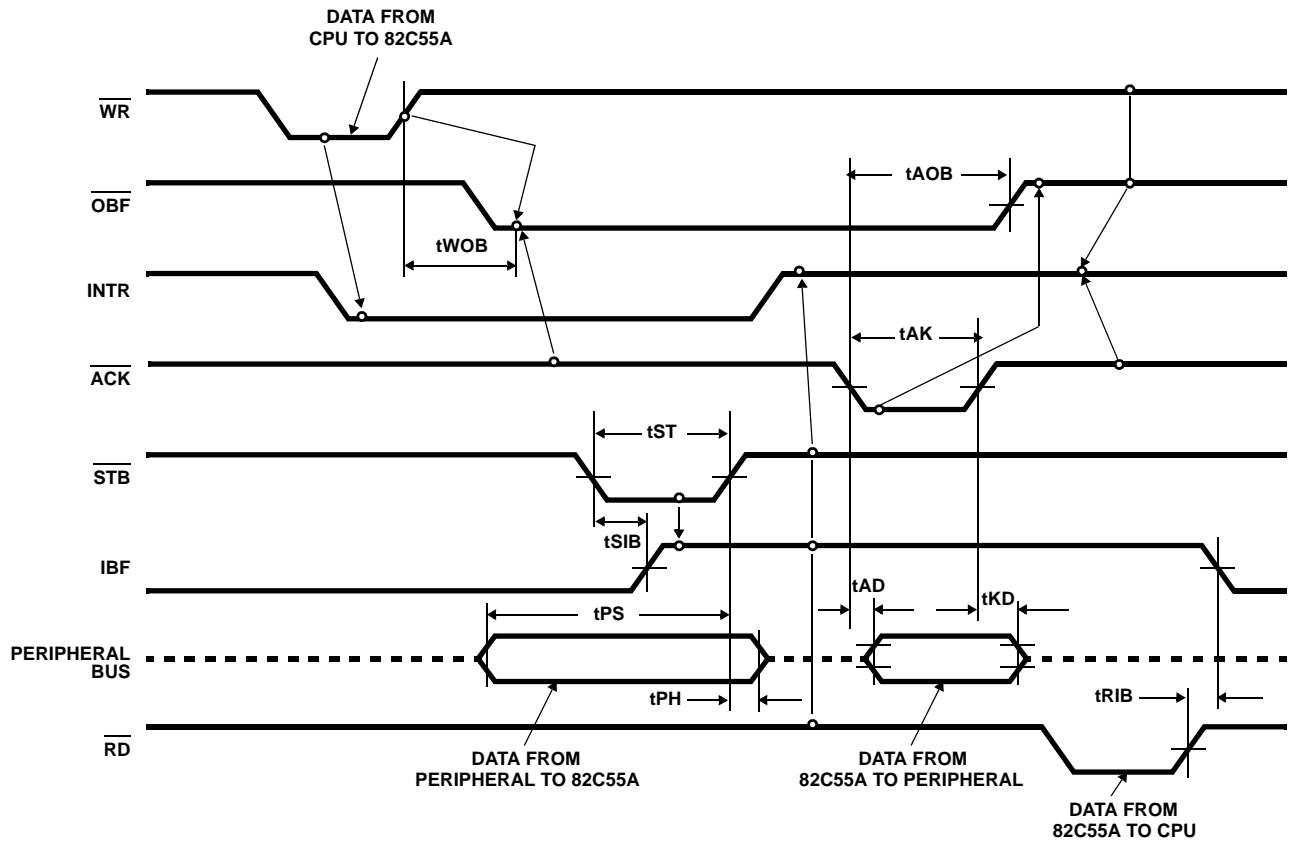 DATA FROM
CPU TO 82C55A
WR
tAOB
OBF
tWOB
INTR
tAK
ACK
tST
STB
tSIB
IBF
tAD
tKD
tPS
PERIPHERAL
BUS
tPH
tRIB
RD
DATA FROM
PERIPHERAL TO 82C55A
DATA FROM
82C55A TO PERIPHERAL
DATA FROM
82C55A TO CPU